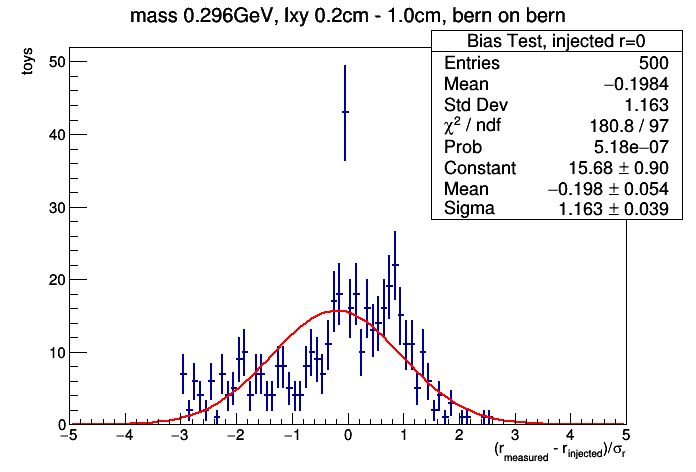 mass 0.296GeV, lxy 0.2cm - 1.0cm, bern on bern
toys
Bias Test, injected r=0
Entries 500
Mean −0.1984
Std Dev 1.163
χ² / ndf 180.8 / 97
Prob 5.18e−07
Constant 15.68 ± 0.90
Mean −0.198 ± 0.054
Sigma 1.163 ± 0.039
50
40
30
20
10
0
−5 −4 −3 −2 −1 0 1 2 3 4 5
(r_measured - r_injected)/σ_r